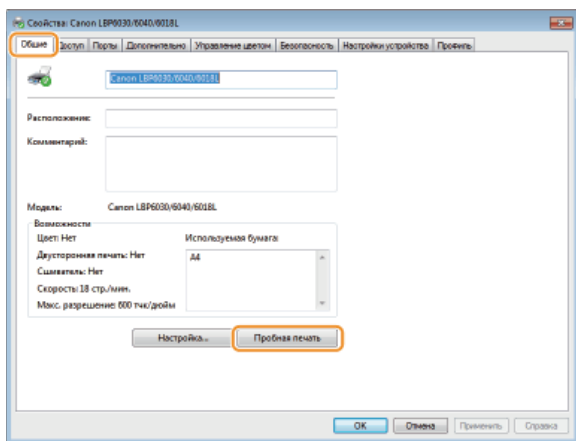 Свойства: Canon LBP6030/6040/6018L
Общие Доступ Порты Дополнительно Управление цветом Безопасность Настройки устройства Профиль
Canon LBP6030/6040/6018L
Расположение:
Комментарий:
Модель: Canon LBP6030/6040/6018L
Возможности
Цвет: Нет Используемая бумага:
Двусторонняя печать: Нет A4
Сшиватель: Нет
Скорость: 18 стр./мин.
Макс. разрешение: 600 тчк/дюйм
Настройка... Пробная печать
OK Отмена Применить Справка